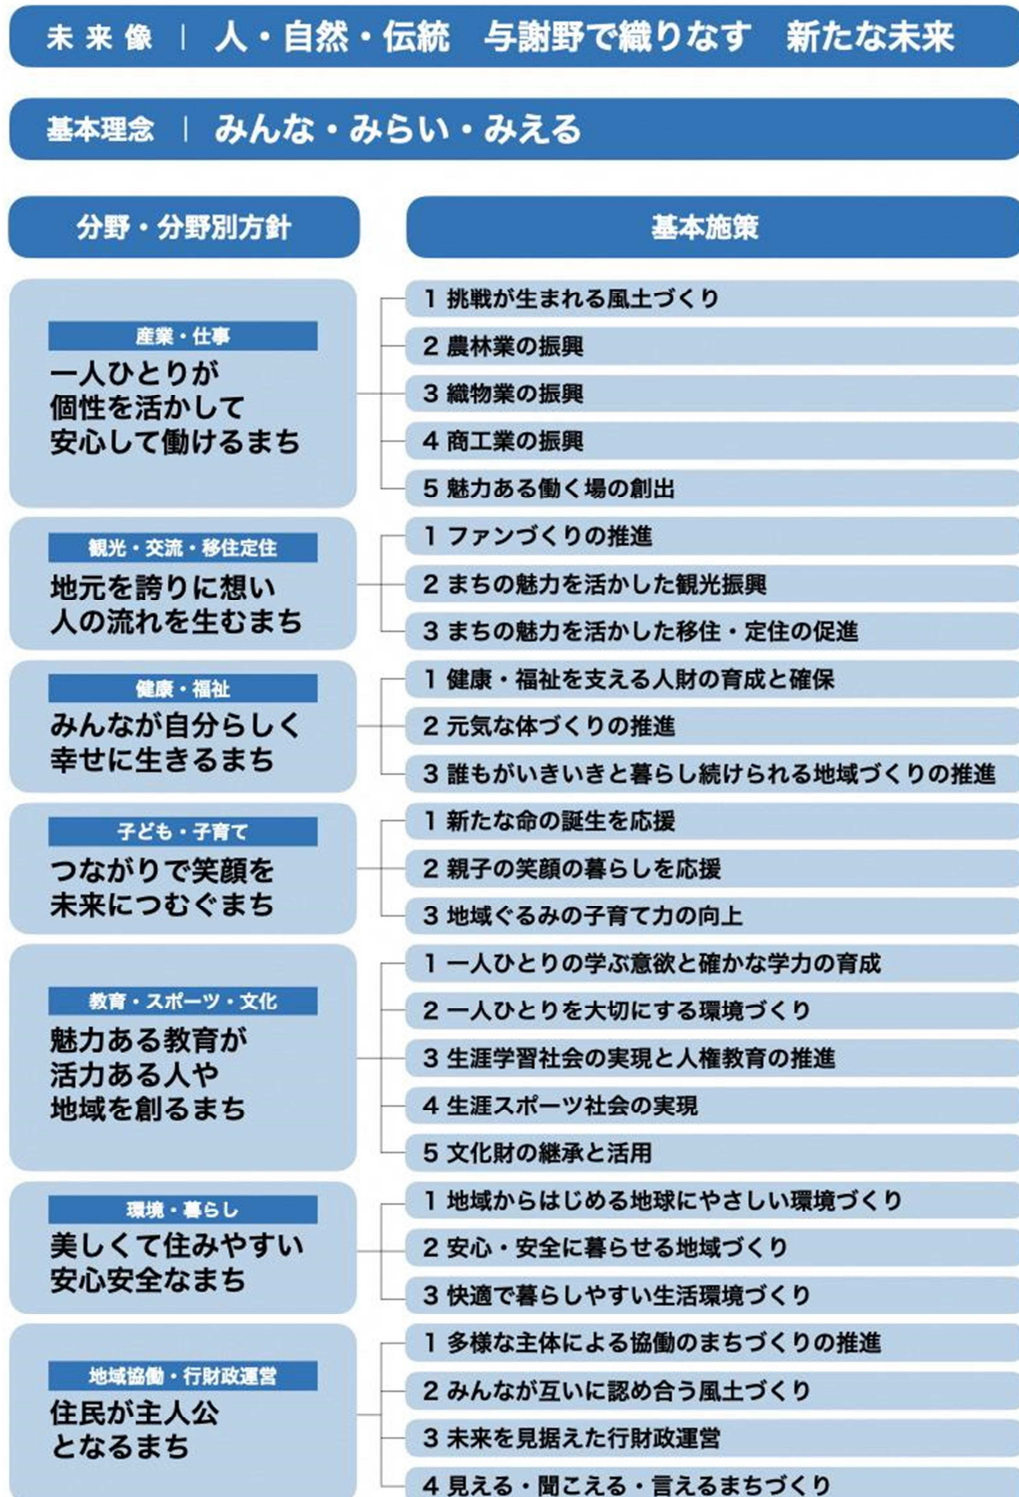 未来像 | 人・自然・伝統 与謝野で織りなす 新たな未来
基本理念 | みんな・みらい・みえる
分野・分野別方針
基本施策
産業・仕事
一人ひとりが
個性を活かして
安心して働けるまち
1 挑戦が生まれる風土づくり
2 農林業の振興
3 織物業の振興
4 商工業の振興
5 魅力ある働く場の創出
観光・交流・移住定住
地元を誇りに想い
人の流れを生むまち
1 ファンづくりの推進
2 まちの魅力を活かした観光振興
3 まちの魅力を活かした移住・定住の促進
健康・福祉
みんなが自分らしく
幸せに生きるまち
1 健康・福祉を支える人財の育成と確保
2 元気な体づくりの推進
3 誰もがいきいきと暮らし続けられる地域づくりの推進
子ども・子育て
つながりで笑顔を
未来につむぐまち
1 新たな命の誕生を応援
2 親子の笑顔の暮らしを応援
3 地域ぐるみの子育て力の向上
教育・スポーツ・文化
魅力ある教育が
活力ある人や
地域を創るまち
1 一人ひとりの学ぶ意欲と確かな学力の育成
2 一人ひとりを大切にする環境づくり
3 生涯学習社会の実現と人権教育の推進
4 生涯スポーツ社会の実現
5 文化財の継承と活用
環境・暮らし
美しくて住みやすい
安心安全なまち
1 地域からはじめる地球にやさしい環境づくり
2 安心・安全に暮らせる地域づくり
3 快適で暮らしやすい生活環境づくり
地域協働・行財政運営
住民が主人公
となるまち
1 多様な主体による協働のまちづくりの推進
2 みんなが互いに認め合う風土づくり
3 未来を見据えた行財政運営
4 見える・聞こえる・言えるまちづくり